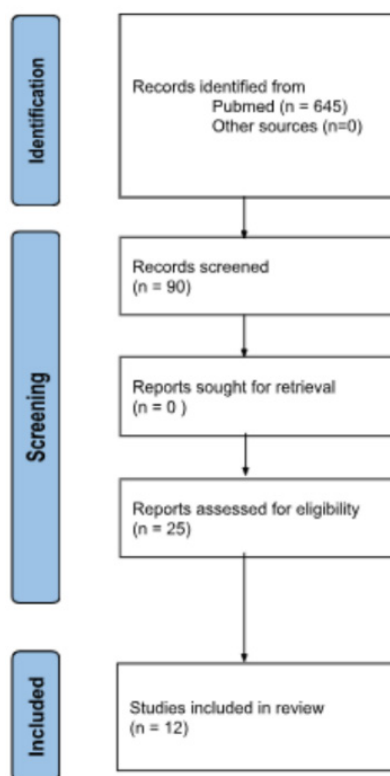 Identification
Records identified from
Pubmed (n = 645)
Other sources (n=0)
Screening
Records screened
(n = 90)
Reports sought for retrieval
(n = 0 )
Reports assessed for eligibility
(n = 25)
Included
Studies included in review
(n = 12)